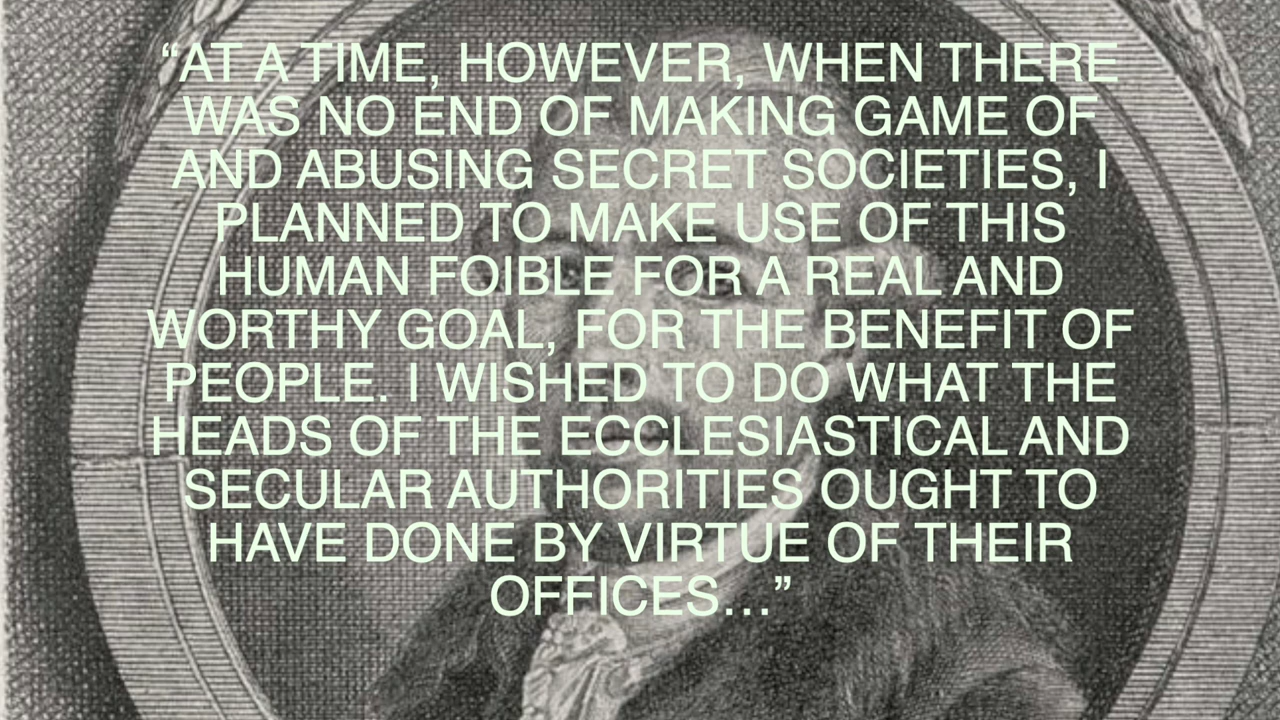 “AT A TIME, HOWEVER, WHEN THERE
WAS NO END OF MAKING GAME OF
AND ABUSING SECRET SOCIETIES, I
PLANNED TO MAKE USE OF THIS
HUMAN FOIBLE FOR A REAL AND
WORTHY GOAL, FOR THE BENEFIT OF
PEOPLE. I WISHED TO DO WHAT THE
HEADS OF THE ECCLESIASTICAL AND
SECULAR AUTHORITIES OUGHT TO
HAVE DONE BY VIRTUE OF THEIR
OFFICES…”